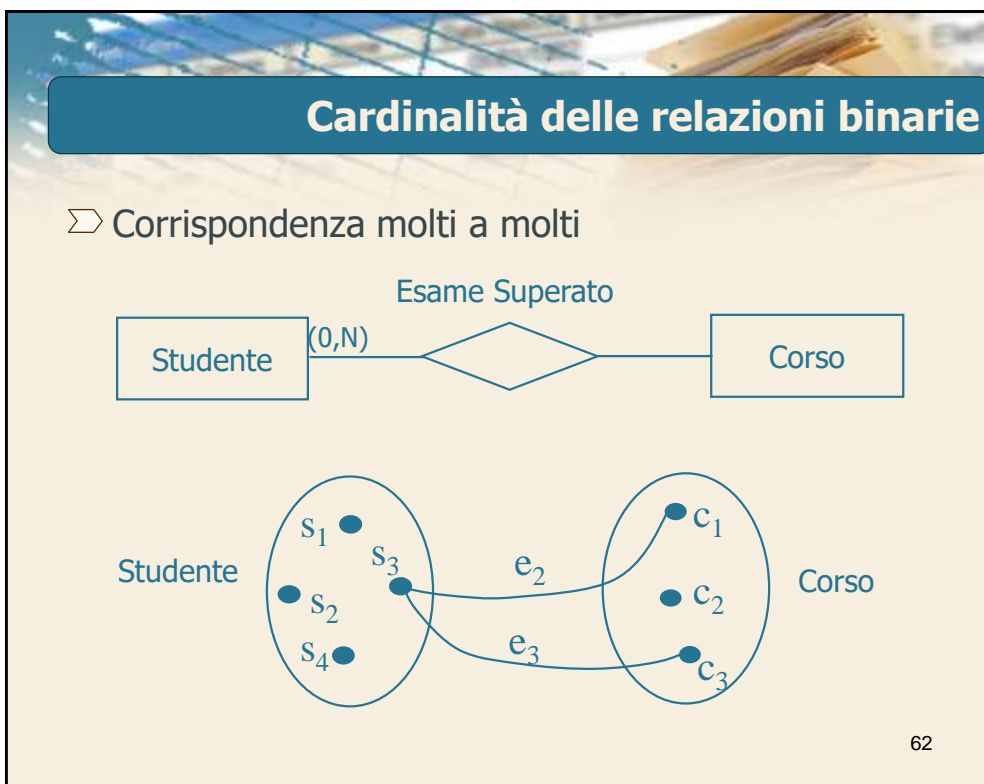 Cardinalità delle relazioni binarie
Corrispondenza molti a molti
Esame Superato
Studente
(0,N)
Corso
s1
s3
s2
s4
Studente
e2
e3
c1
c2
c3
Corso
62